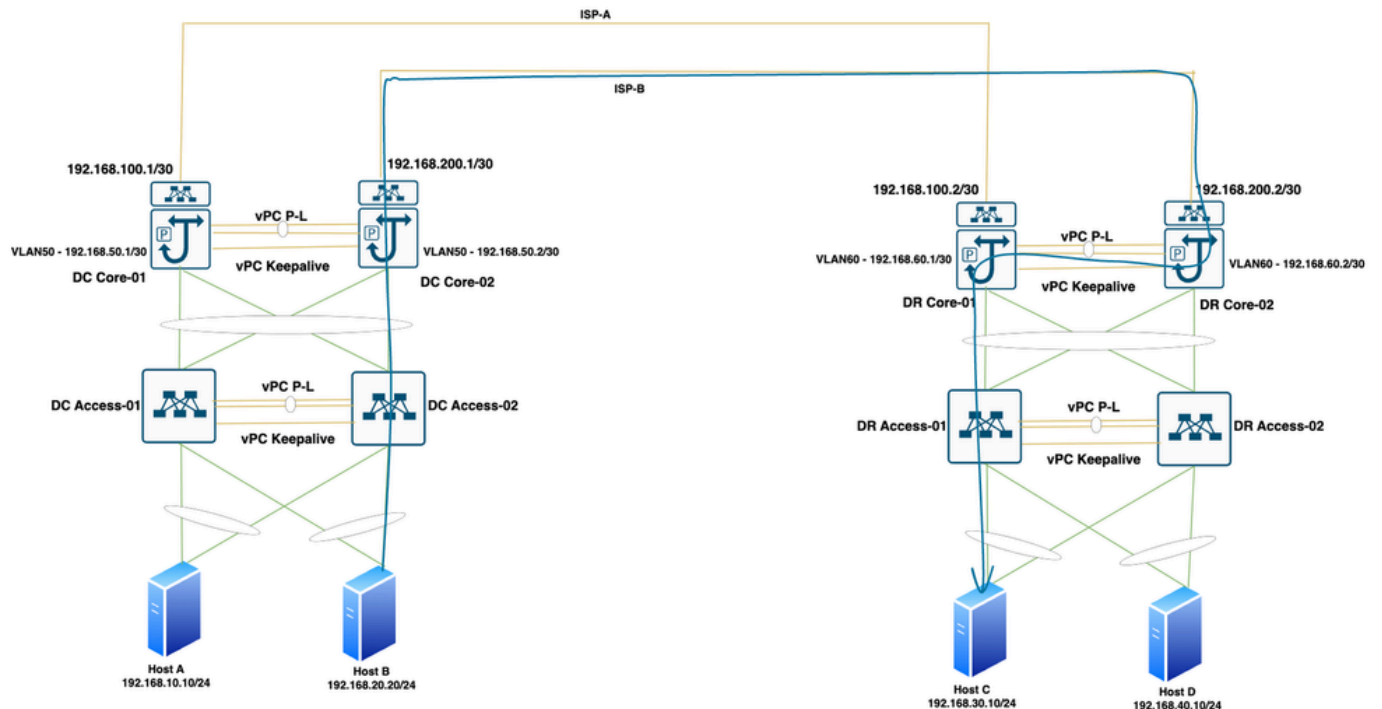 ISP-A
ISP-B
192.168.100.1/30
192.168.200.1/30
192.168.100.2/30
192.168.200.2/30
vPC P-L
P
P
VLAN50 - 192.168.50.1/30
VLAN50 - 192.168.50.2/30
vPC Keepalive
DC Core-01
DC Core-02
vPC P-L
P
P
VLAN60 - 192.168.60.1/30
VLAN60 - 192.168.60.2/30
vPC Keepalive
DR Core-01
DR Core-02
DC Access-01
vPC P-L
DC Access-02
vPC Keepalive
DR Access-01
vPC P-L
DR Access-02
vPC Keepalive
Host A
192.168.10.10/24
Host B
192.168.20.20/24
Host C
192.168.30.10/24
Host D
192.168.40.10/24